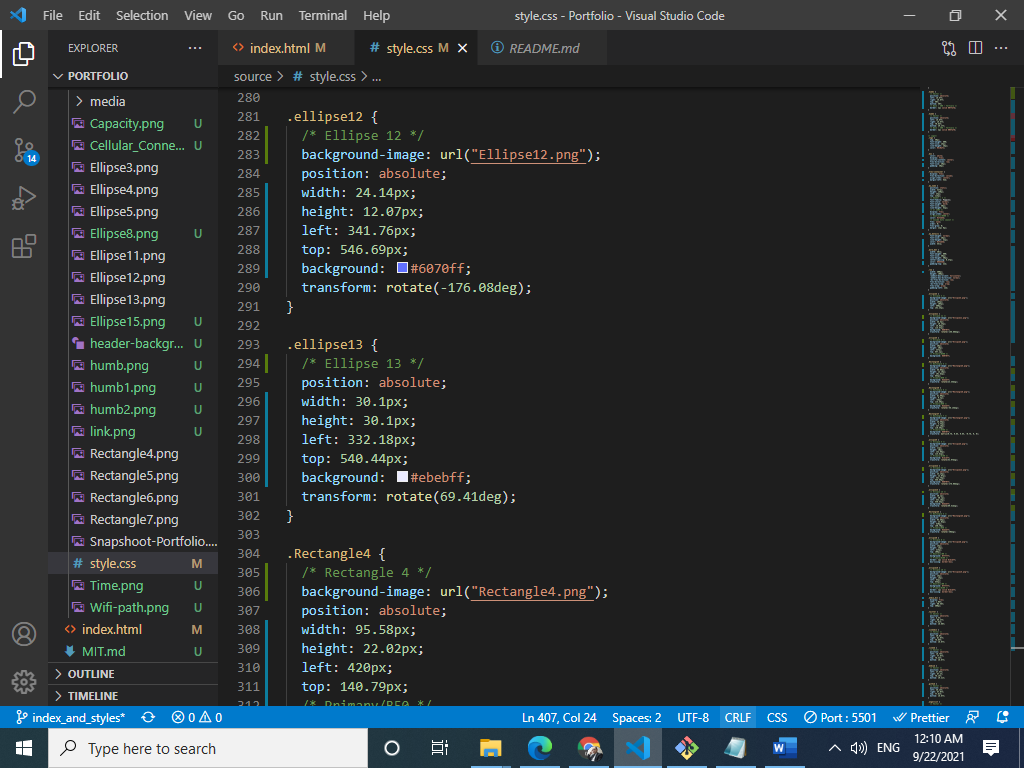 File Edit Selection View Go Run Terminal Help style.css - Portfolio - Visual Studio Code
EXPLORER ...
index.html M
style.css M
README.md
PORTFOLIO
source > style.css > ...
media
Capacity.png U
Cellular_Conne... U
Ellipse3.png
Ellipse4.png
Ellipse5.png
Ellipse8.png U
Ellipse11.png
Ellipse12.png
Ellipse13.png
Ellipse15.png U
header-backgr... U
humb.png U
humb1.png U
humb2.png U
link.png U
Rectangle4.png
Rectangle5.png
Rectangle6.png
Rectangle7.png
Snapshoot-Portfolio....
style.css M
Time.png U
Wifi-path.png U
index.html M
MIT.md U
OUTLINE
TIMELINE
14
280
281 .ellipse12 {
282 /* Ellipse 12 */
283 background-image: url("Ellipse12.png");
284 position: absolute;
285 width: 24.14px;
286 height: 12.07px;
287 left: 341.76px;
288 top: 546.69px;
289 background: #6070ff;
290 transform: rotate(-176.08deg);
291 }
292
293 .ellipse13 {
294 /* Ellipse 13 */
295 position: absolute;
296 width: 30.1px;
297 height: 30.1px;
298 left: 332.18px;
299 top: 540.44px;
300 background: #ebebff;
301 transform: rotate(69.41deg);
302 }
303
304 .Rectangle4 {
305 /* Rectangle 4 */
306 background-image: url("Rectangle4.png");
307 position: absolute;
308 width: 95.58px;
309 height: 22.02px;
310 left: 420px;
311 top: 140.79px;
index_and_styles* 0 0 Ln 407, Col 24 Spaces: 2 UTF-8 CRLF CSS Port : 5501 Prettier
Type here to search
ENG
12:10 AM
9/22/2021